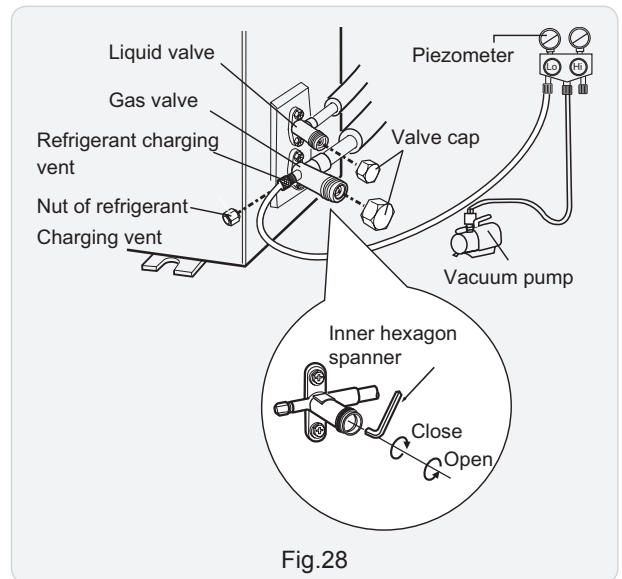 Liquid valve
Gas valve
Refrigerant charging
vent
Nut of refrigerant
Charging vent
Piezometer
Lo
Hi
Valve cap
Vacuum pump
Inner hexagon
spanner
Close
Open
Fig.28